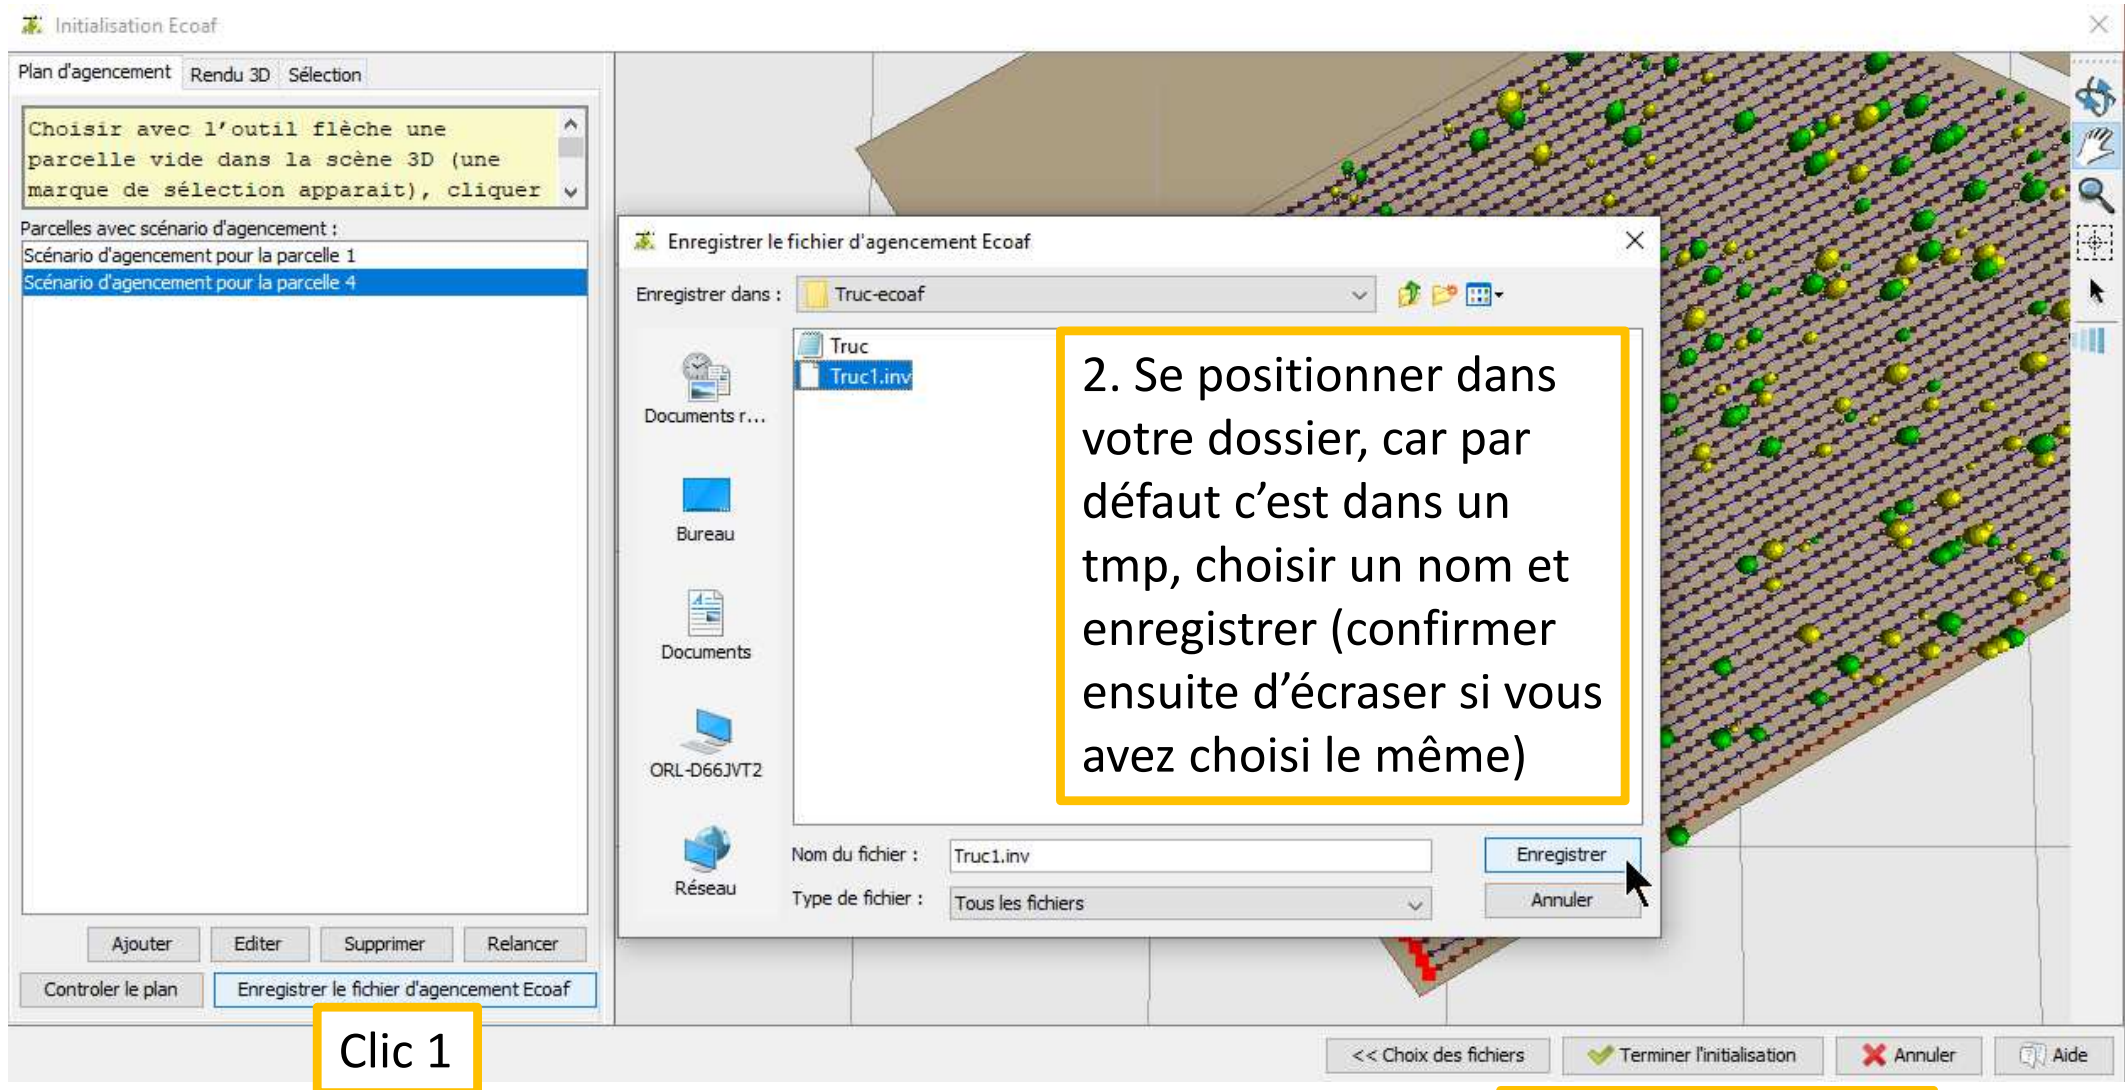 Initialisation Ecoaf
Plan d'agencement Rendu 3D Sélection
Choisir avec l'outil flèche une
parcelle vide dans la scène 3D (une
marque de sélection apparait), cliquer
Parcelles avec scénario d'agencement :
Scénario d'agencement pour la parcelle 1
Scénario d'agencement pour la parcelle 4
Enregistrer le fichier d'agencement Ecoaf
Enregistrer dans : Truc-ecoaf
Truc
Truc1.inv
Documents r...
Bureau
Documents
ORL-D66JVT2
Réseau
2. Se positionner dans
votre dossier, car par
défaut c’est dans un
tmp, choisir un nom et
enregistrer (confirmer
ensuite d’écraser si vous
avez choisi le même)
Nom du fichier : Truc1.inv Enregistrer
Type de fichier : Tous les fichiers Annuler
Ajouter Editer Supprimer Relancer
Controler le plan Enregistrer le fichier d'agencement Ecoaf
Clic 1
<< Choix des fichiers Terminer l'initialisation Annuler Aide